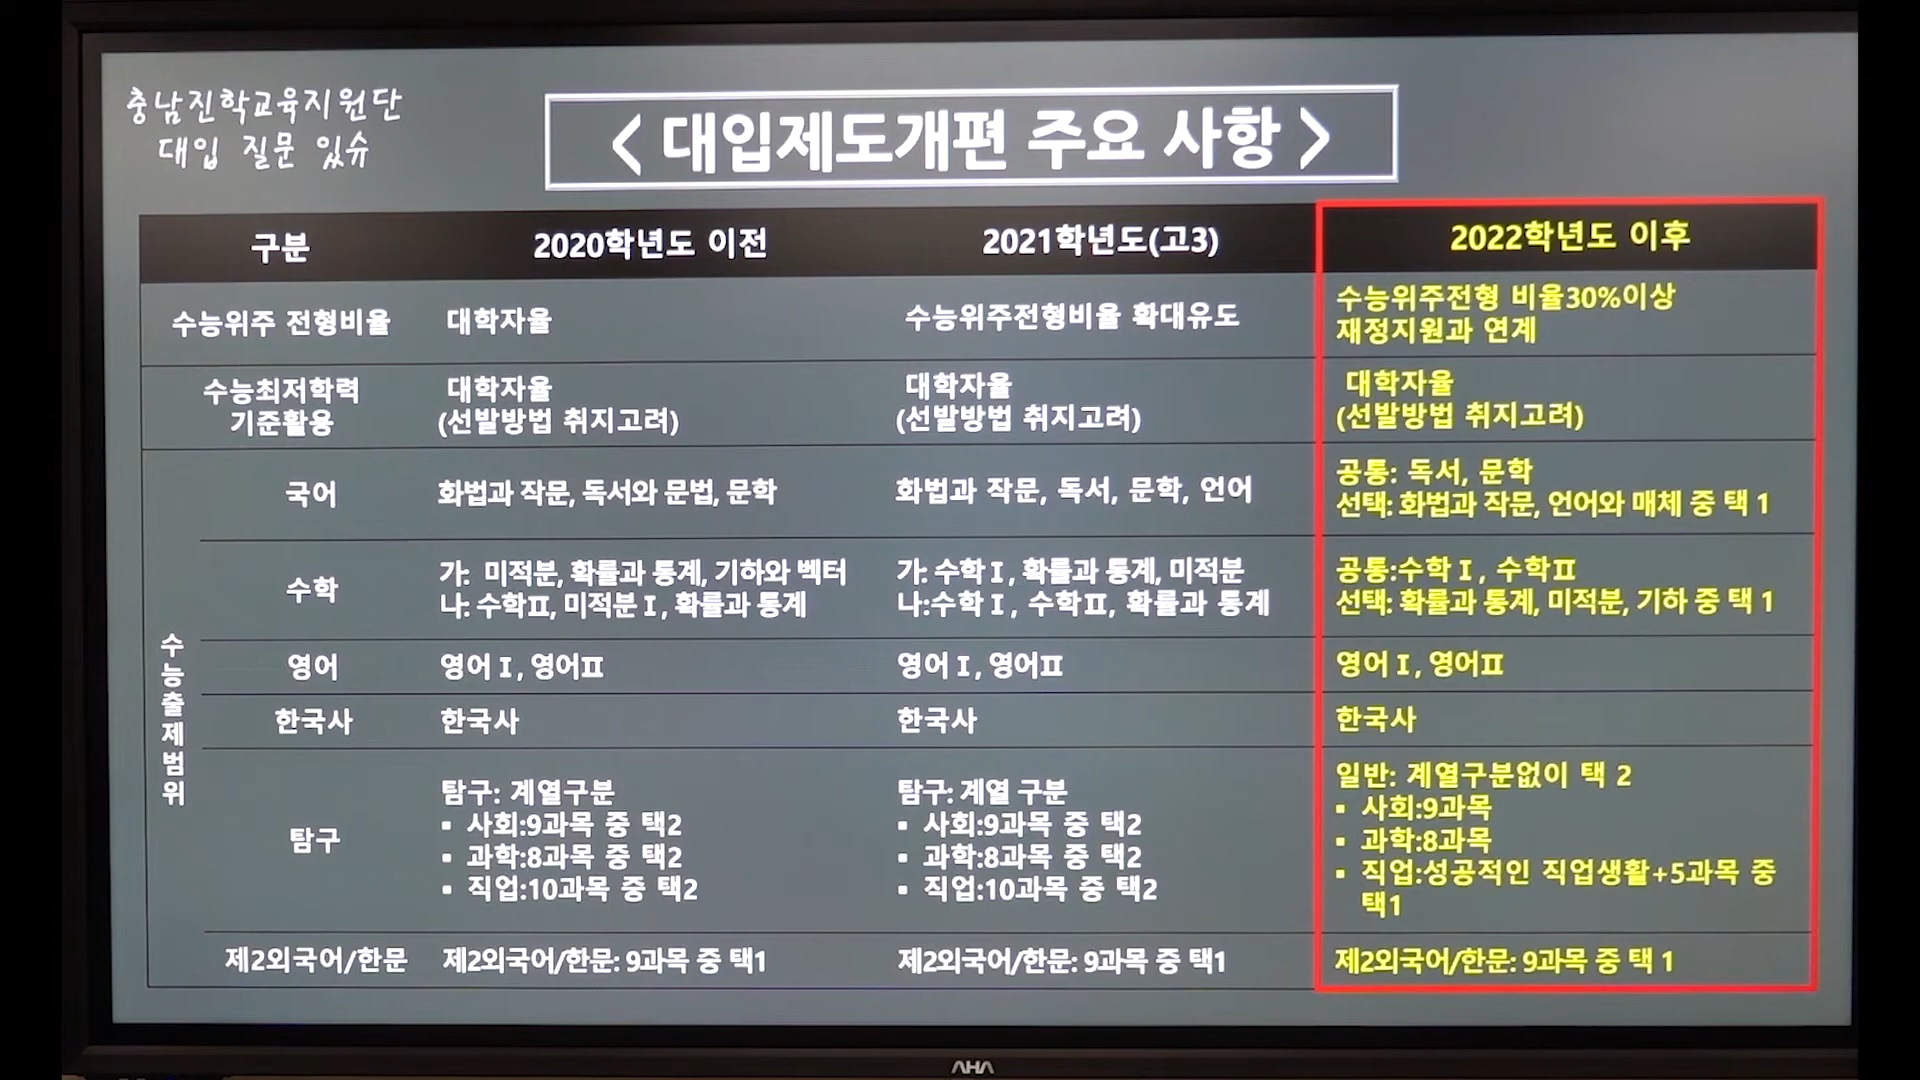 충남진학교육지원단
대입 질문 있슈
< 대입제도개편 주요 사항 >
구분 2020학년도 이전 2021학년도(고3) 2022학년도 이후
수능위주 전형비율 대학자율 수능위주전형비율 확대유도 수능위주전형 비율30%이상
재정지원과 연계
수능최저학력
기준활용
대학자율
(선발방법 취지고려)
대학자율
(선발방법 취지고려)
대학자율
(선발방법 취지고려)
수능출제범위
국어
화법과 작문, 독서와 문법, 문학
화법과 작문, 독서, 문학, 언어
공통: 독서, 문학
선택: 화법과 작문, 언어와 매체 중 택 1
수학
가: 미적분, 확률과 통계, 기하와 벡터
나: 수학Ⅱ, 미적분Ⅰ, 확률과 통계
가: 수학Ⅰ, 확률과 통계, 미적분
나:수학Ⅰ, 수학Ⅱ, 확률과 통계
공통:수학Ⅰ, 수학Ⅱ
선택: 확률과 통계, 미적분, 기하 중 택 1
영어 영어Ⅰ, 영어Ⅱ 영어Ⅰ, 영어Ⅱ 영어Ⅰ, 영어Ⅱ
한국사 한국사 한국사 한국사
탐구
탐구: 계열구분
▪ 사회:9과목 중 택2
▪ 과학:8과목 중 택2
▪ 직업:10과목 중 택2
탐구: 계열 구분
▪ 사회:9과목 중 택2
▪ 과학:8과목 중 택2
▪ 직업:10과목 중 택2
일반: 계열구분없이 택 2
▪ 사회:9과목
▪ 과학:8과목
▪ 직업:성공적인 직업생활+5과목 중
택1
제2외국어/한문 제2외국어/한문: 9과목 중 택1 제2외국어/한문: 9과목 중 택1 제2외국어/한문: 9과목 중 택 1
AHA